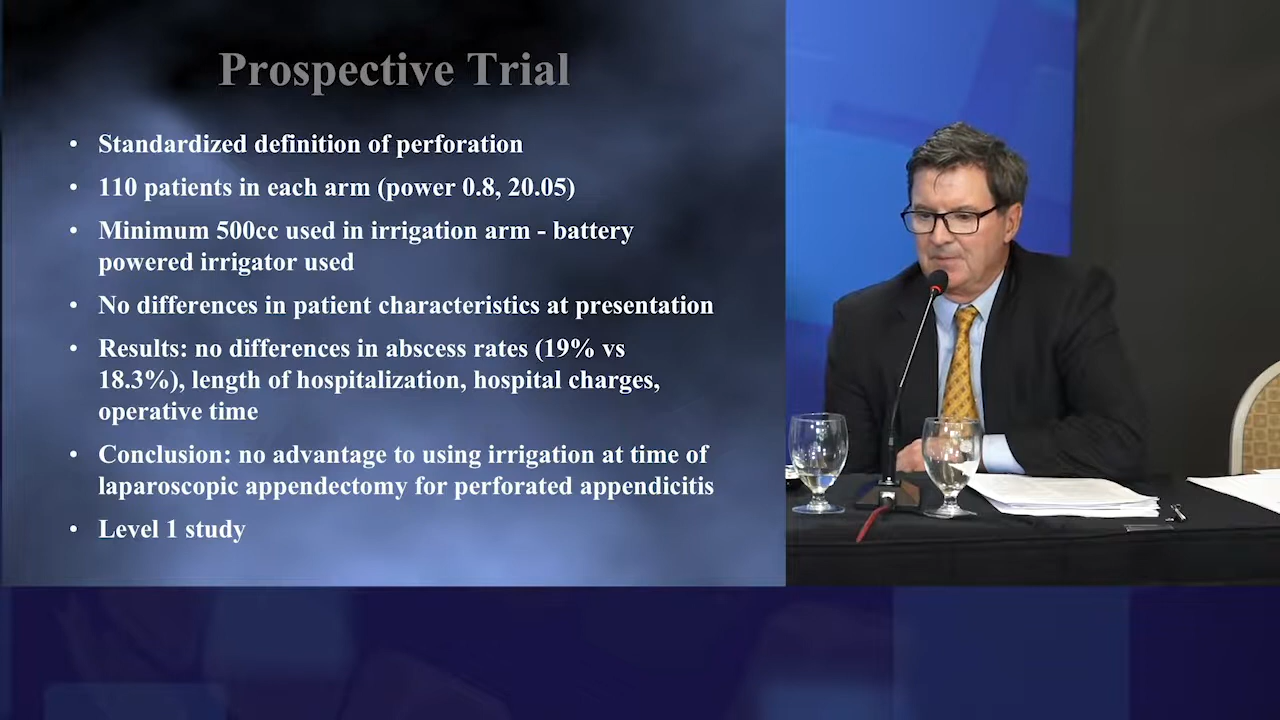 Prospective Trial
• Standardized definition of perforation
• 110 patients in each arm (power 0.8, 20.05)
• Minimum 500cc used in irrigation arm - battery
powered irrigator used
• No differences in patient characteristics at presentation
• Results: no differences in abscess rates (19% vs
18.3%), length of hospitalization, hospital charges,
operative time
• Conclusion: no advantage to using irrigation at time of
laparoscopic appendectomy for perforated appendicitis
• Level 1 study